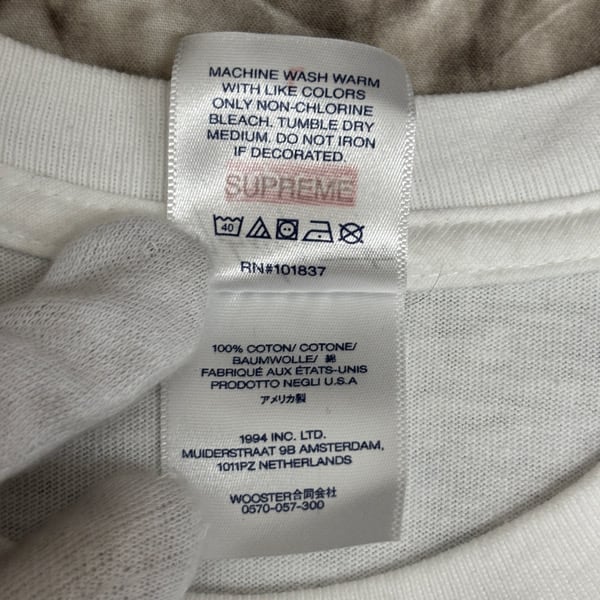 MACHINE WASH WARM
WITH LIKE COLORS
ONLY NON-CHLORINE
BLEACH. TUMBLE DRY
MEDIUM. DO NOT IRON
IF DECORATED.
SUPREME
40
RN#101837
100% COTON/ COTONE/
BAUMWOLLE/ 綿
FABRIQUÉ AUX ÉTATS-UNIS
PRODOTTO NEGLI U.S.A
アメリカ製
1994 INC. LTD.
MUIDERSTRAAT 9B AMSTERDAM,
1011PZ NETHERLANDS
WOOSTER合同会社
0570-057-300